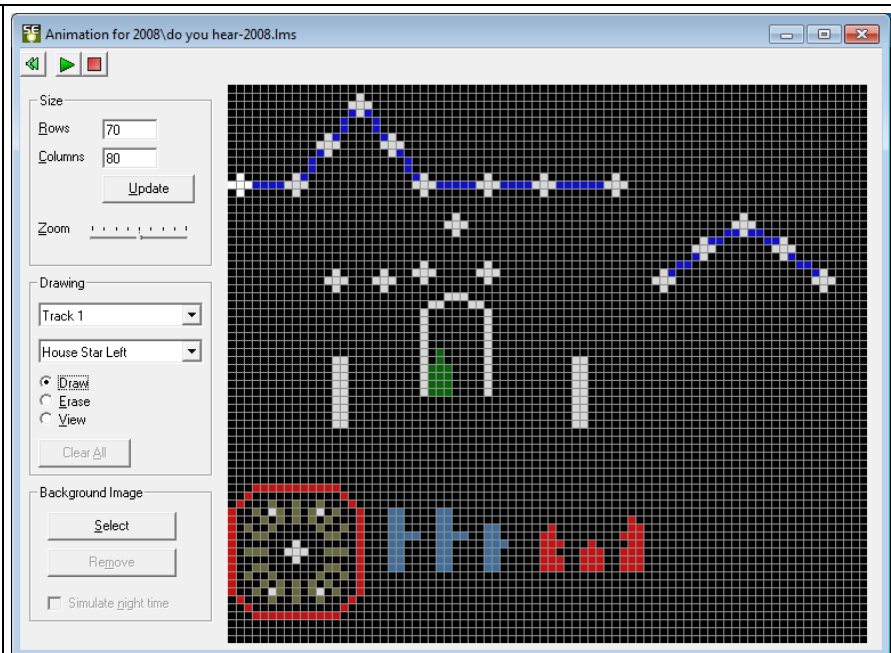 SE Animation for 2008\do you hear-2008.lms
Size
Rows 70
Columns 80
Update
Zoom
Drawing
Track 1
House Star Left
Draw
Erase
View
Clear All
Background Image
Select
Remove
Simulate night time